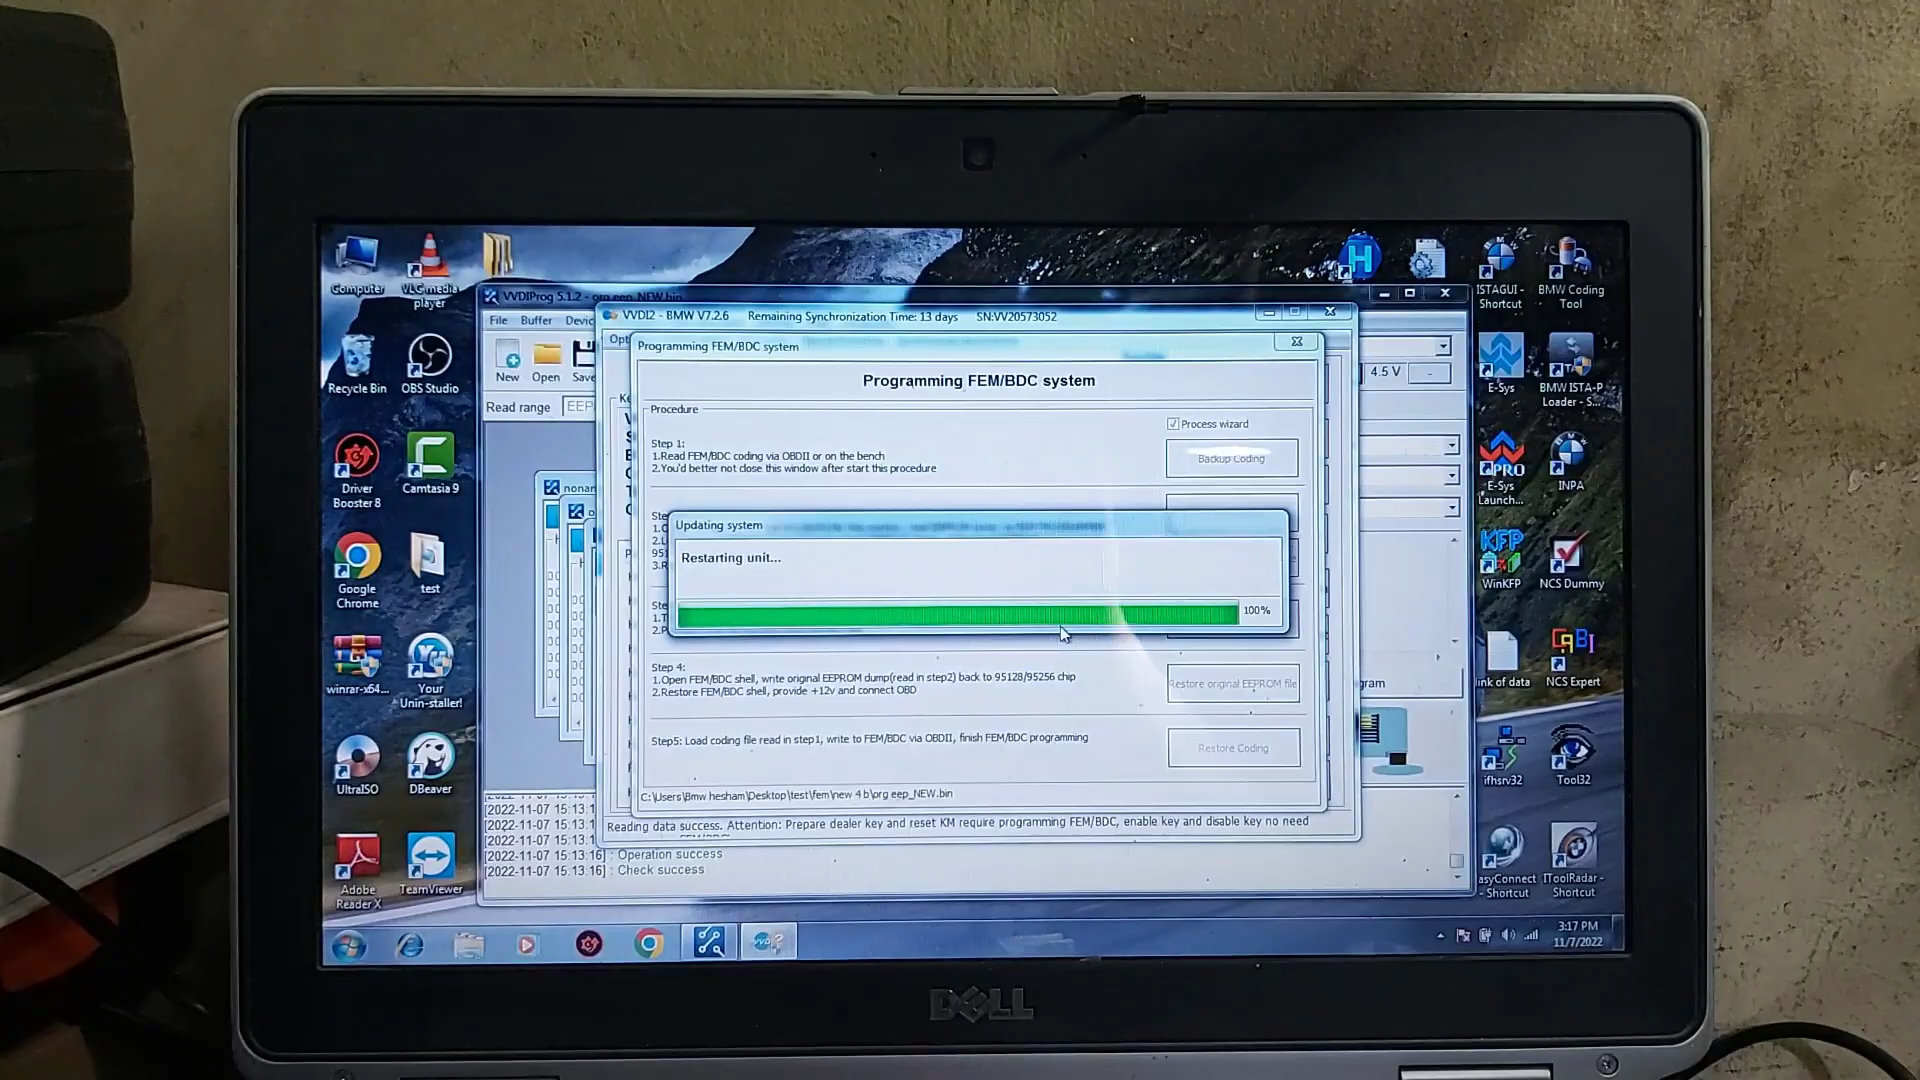 Computer
VLC media
player
Recycle Bin
OBS Studio
Driver
Booster 8
Camtasia 9
Google
Chrome
test
winrar-x64...
Your
Unin-staller!
UltraISO
DBeaver
Adobe
Reader X
TeamViewer
VVDIProg 5.1.2 - org eep_NEW.bin
File Buffer
New Open
Read range
4.5 V
VVDI2 - BMW V7.2.6 Remaining Synchronization Time: 13 days SN:VV20573052
Programming FEM/BDC system
Programming FEM/BDC system
Procedure
Process wizard
Step 1:
1.Read FEM/BDC coding via OBDII or on the bench
2.You'd better not close this window after start this procedure
Backup Coding
Updating system
Restarting unit...
100%
Step 4:
1.Open FEM/BDC shell, write original EEPROM dump(read in step2) back to 95128/95256 chip
2.Restore FEM/BDC shell, provide +12v and connect OBD
Restore original EEPROM file
Step5: Load coding file read in step1, write to FEM/BDC via OBDII, finish FEM/BDC programming
Restore Coding
C:\Users\Bmw hesham\Desktop\test\fem\new 4 b\org eep_NEW.bin
Reading data success. Attention: Prepare dealer key and reset KM require programming FEM/BDC, enable key and disable key no need
[2022-11-07 15:13:16] : Operation success
[2022-11-07 15:13:16] : Check success
ISTAGUI -
Shortcut
BMW Coding
Tool
E-Sys
BMW ISTA-P
Loader - S...
E-Sys
Launch...
INPA
WinKFP
NCS Dummy
ink of data
NCS Expert
ifhsrv32
Tool32
asyConnect
- Shortcut
IToolRadar -
Shortcut
3:17 PM
11/7/2022
DELL